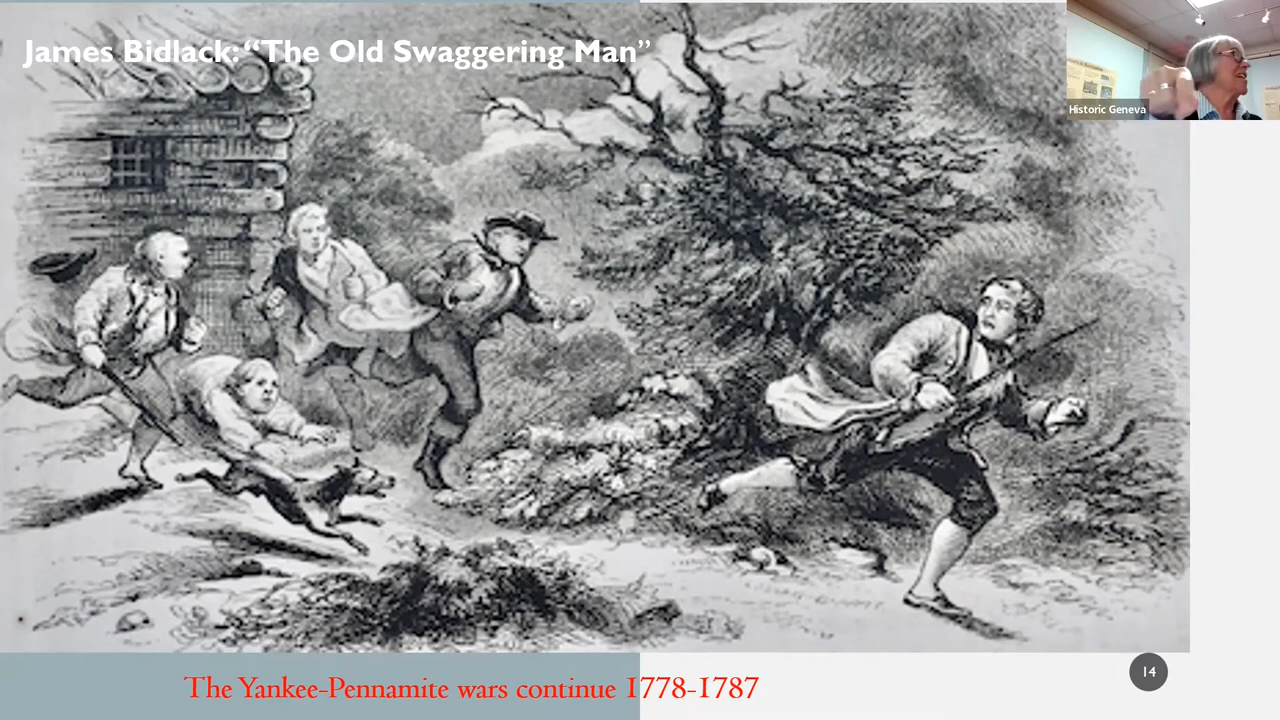 James Bidlack: “The Old Swaggering Man”
Historic Geneva
The Yankee-Pennamite wars continue 1778-1787
14